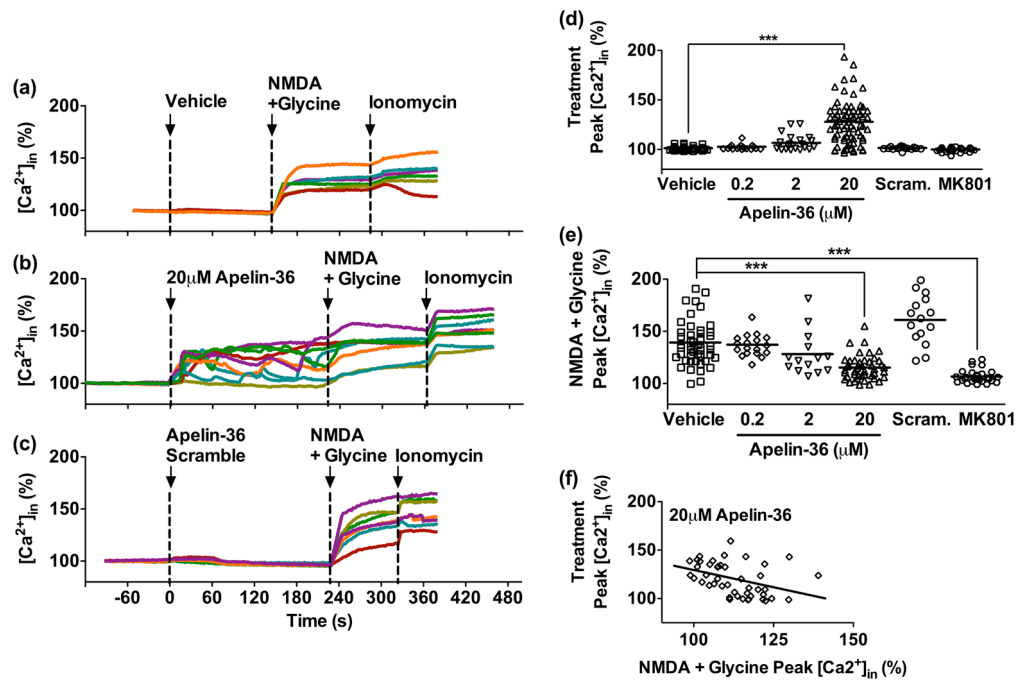 (a)
Vehicle
NMDA
+Glycine
Ionomycin
[Ca²⁺]in (%)
200
150
100
(b)
20μM Apelin-36
NMDA
+ Glycine
Ionomycin
[Ca²⁺]in (%)
200
150
100
(c)
Apelin-36
Scramble
NMDA
+ Glycine
Ionomycin
[Ca²⁺]in (%)
200
150
100
-60 0 60 120 180 240 300 360 420 480
Time (s)
(d)
***
Treatment
Peak [Ca2⁺]in (%)
200
150
100
Vehicle 0.2 2 20 Scram. MK801
Apelin-36 (μM)
(e)
***
***
NMDA + Glycine
Peak [Ca2⁺]in (%)
200
150
100
Vehicle 0.2 2 20 Scram. MK801
Apelin-36 (μM)
(f)
20μM Apelin-36
Treatment
Peak [Ca2⁺]in (%)
200
150
100
100 125 150
NMDA + Glycine Peak [Ca2⁺]in (%)